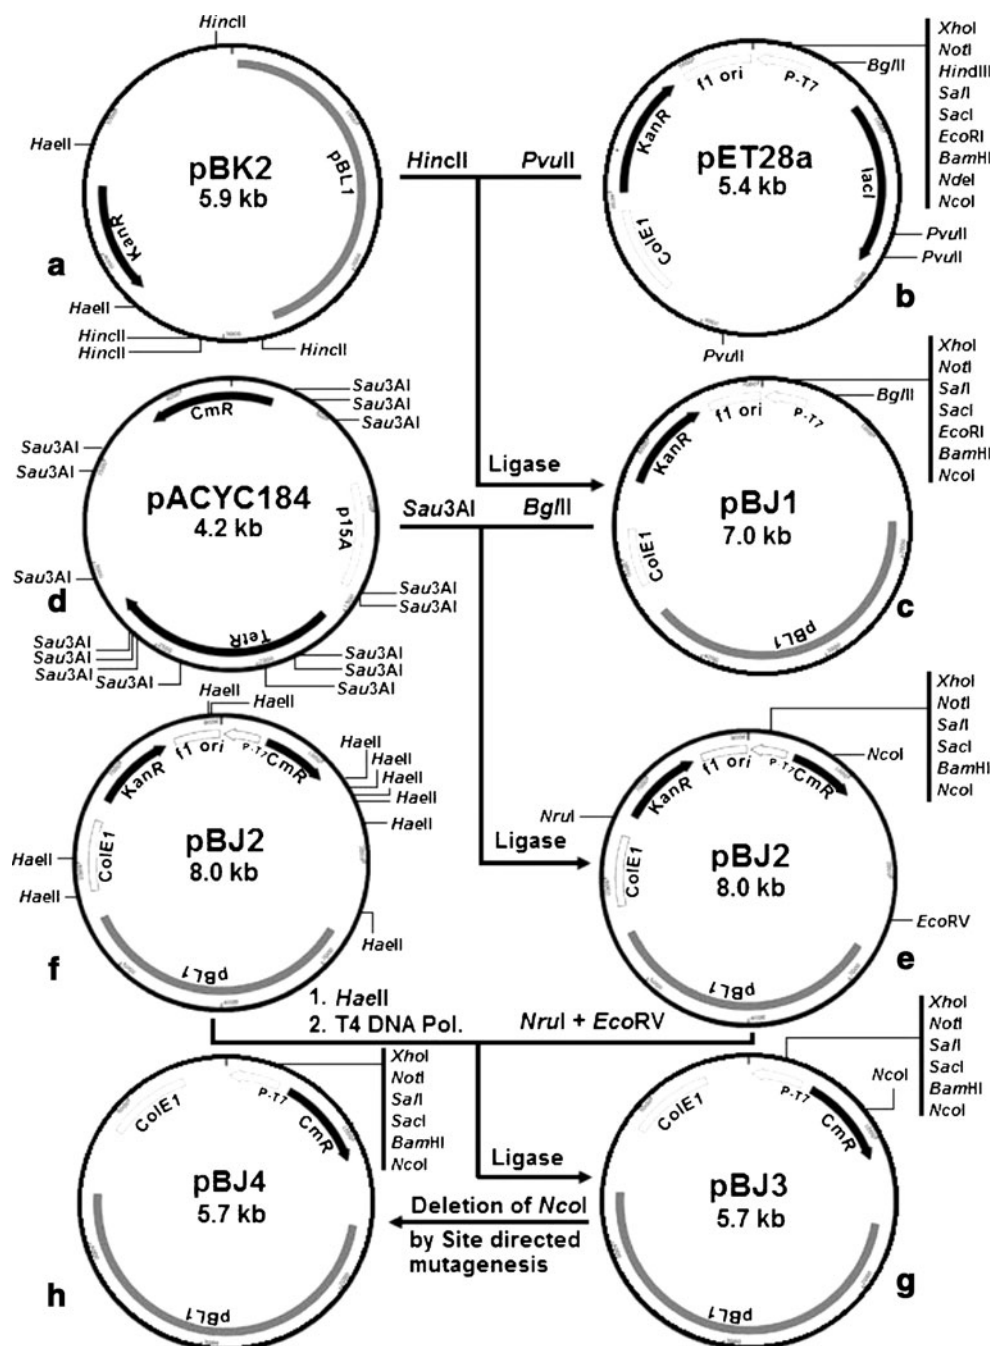 HincII
HaeII
pBL1
pBK2
5.9 kb
KanR
a
HaeII
HincII
HincII
HincII
HincII PvuII
XhoI
NotI
HindIII
SalI
SacI
EcoRI
BamHI
NdeI
NcoI
BglII
f1 ori
P-T7
KanR
pET28a
5.4 kb
lacI
ColE1
PvuII
PvuII
b
PvuII
Ligase
XhoI
NotI
SalI
SacI
EcoRI
BamHI
NcoI
BglII
f1 ori
P-T7
KanR
pBJ1
7.0 kb
ColE1
pBL1
c
Sau3AI
Sau3AI
Sau3AI
CmR
Sau3AI
Sau3AI
pACYC184
4.2 kb
p15A
Sau3AI
d
Sau3AI
Sau3AI
TetR
Sau3AI
Sau3AI
Sau3AI
Sau3AI
Sau3AI
Sau3AI
Sau3AI
Sau3AI BglII
Ligase
HaeII
HaeII
KanR
f1 ori
P-T7
CmR
HaeII
HaeII
HaeII
HaeII
HaeII
pBJ2
8.0 kb
ColE1
HaeII
HaeII
HaeII
pBL1
f
XhoI
NotI
SalI
SacI
BamHI
NcoI
NcoI
KanR
f1 ori
P-T7
CmR
NruI
pBJ2
8.0 kb
ColE1
EcoRV
pBL1
e
1. HaeII
2. T4 DNA Pol.
NruI + EcoRV
Ligase
XhoI
NotI
SalI
SacI
BamHI
NcoI
NcoI
ColE1
P-T7
CmR
pBJ3
5.7 kb
pBL1
g
Deletion of NcoI
by Site directed
mutagenesis
XhoI
NotI
SalI
SacI
BamHI
NcoI
ColE1
P-T7
CmR
pBJ4
5.7 kb
pBL1
h